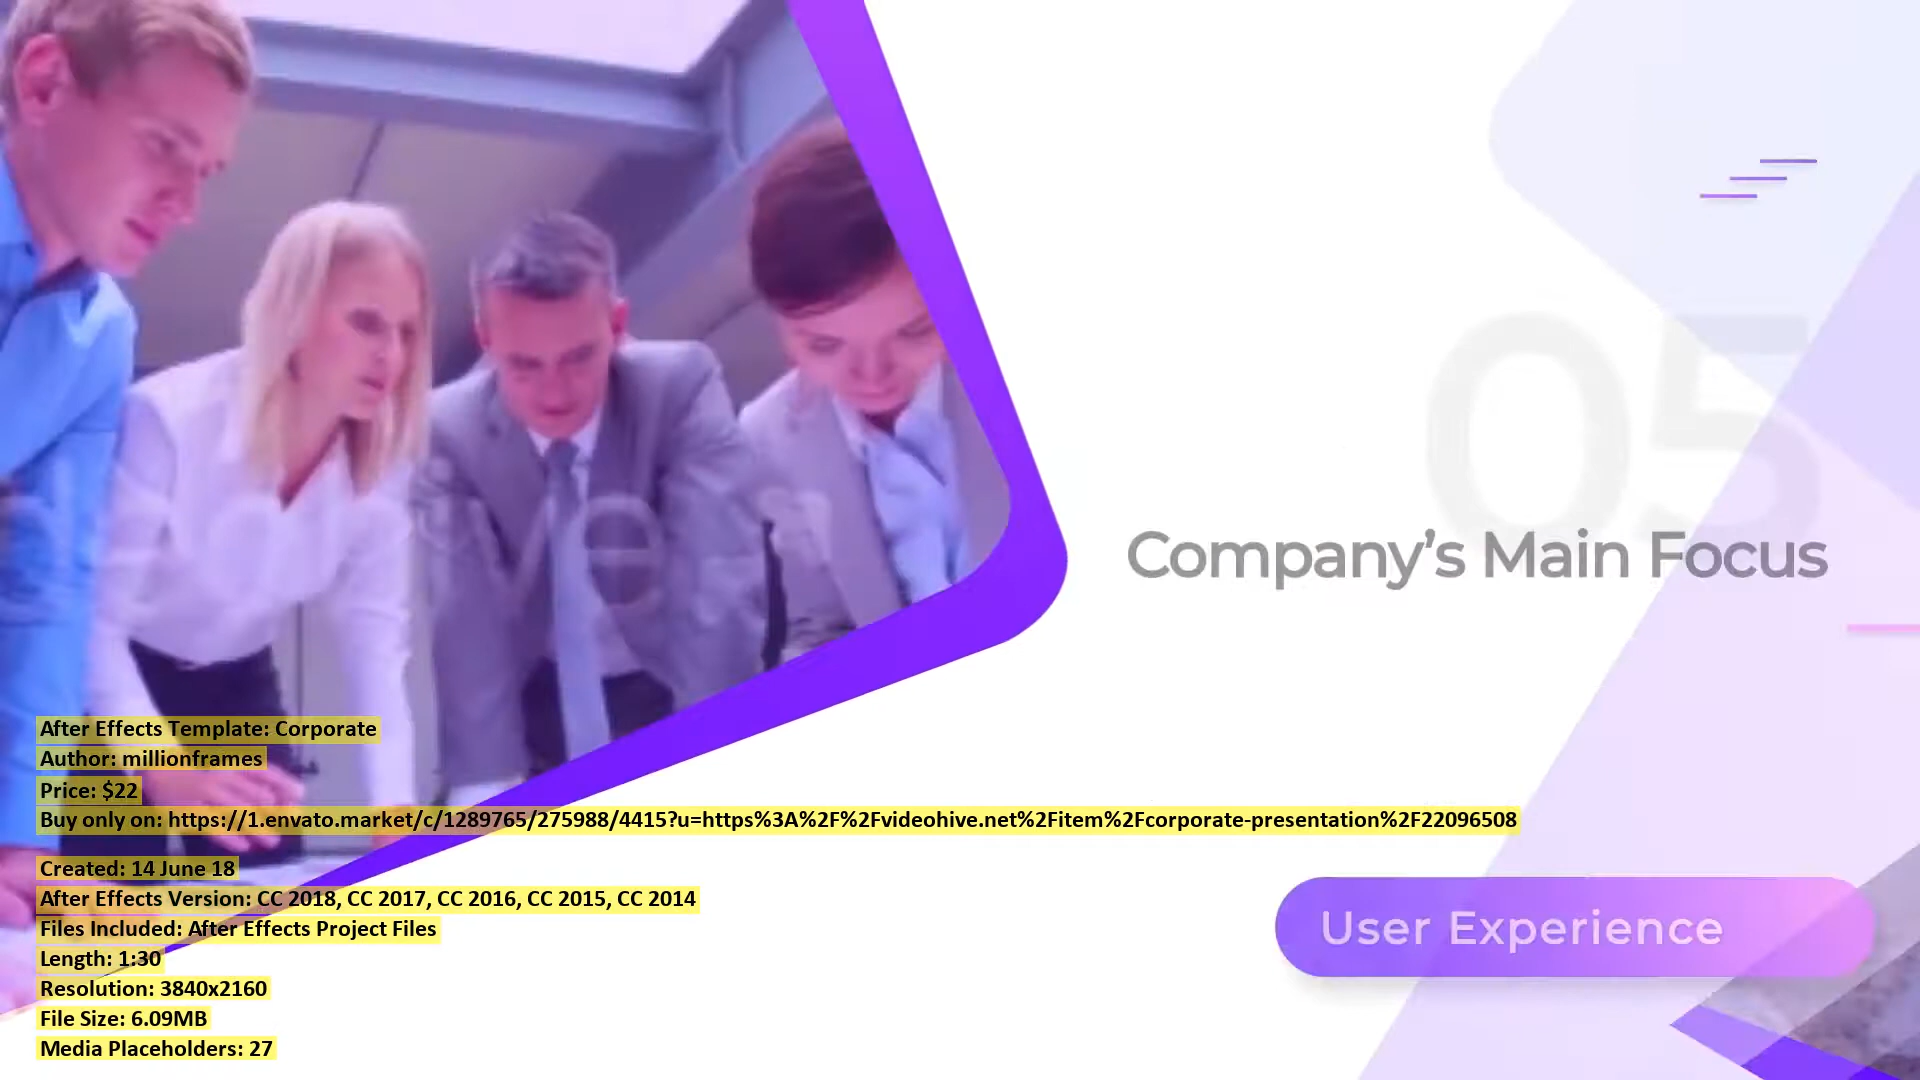 05
Company’s Main Focus
After Effects Template: Corporate
Author: millionframes
Price: $22
Buy only on: https://1.envato.market/c/1289765/275988/4415?u=https%3A%2F%2Fvideohive.net%2Fitem%2Fcorporate-presentation%2F22096508
Created: 14 June 18
After Effects Version: CC 2018, CC 2017, CC 2016, CC 2015, CC 2014
User Experience
Files Included: After Effects Project Files
Length: 1:30
Resolution: 3840x2160
File Size: 6.09MB
Media Placeholders: 27